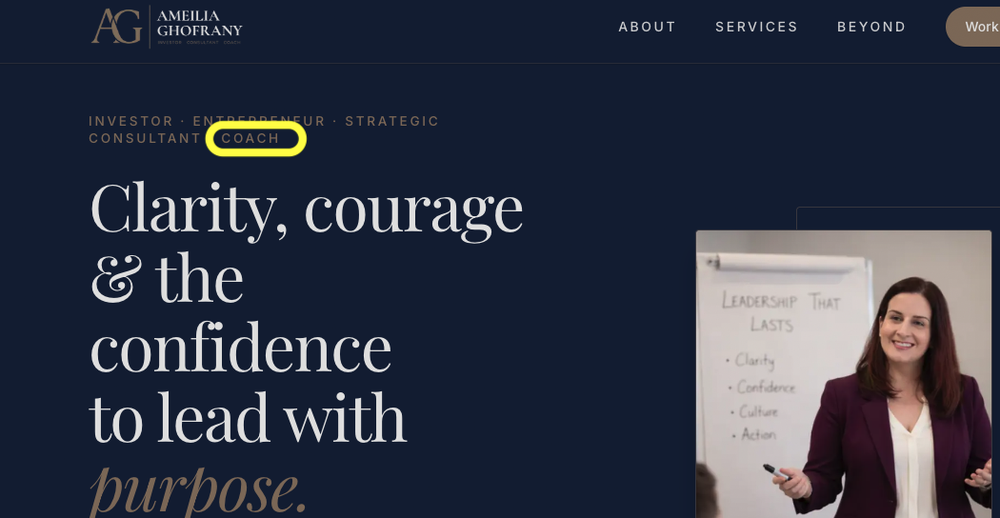 AG
AMEILIA
GHOFRANY
INVESTOR CONSULTANT COACH
ABOUT
SERVICES
BEYOND
Work
INVESTOR · ENTREPRENEUR · STRATEGIC
CONSULTANT COACH
Clarity, courage
& the
confidence
to lead with
purpose.
LEADERSHIP THAT
LASTS
• Clarity
• Confidence
• Culture
• Action